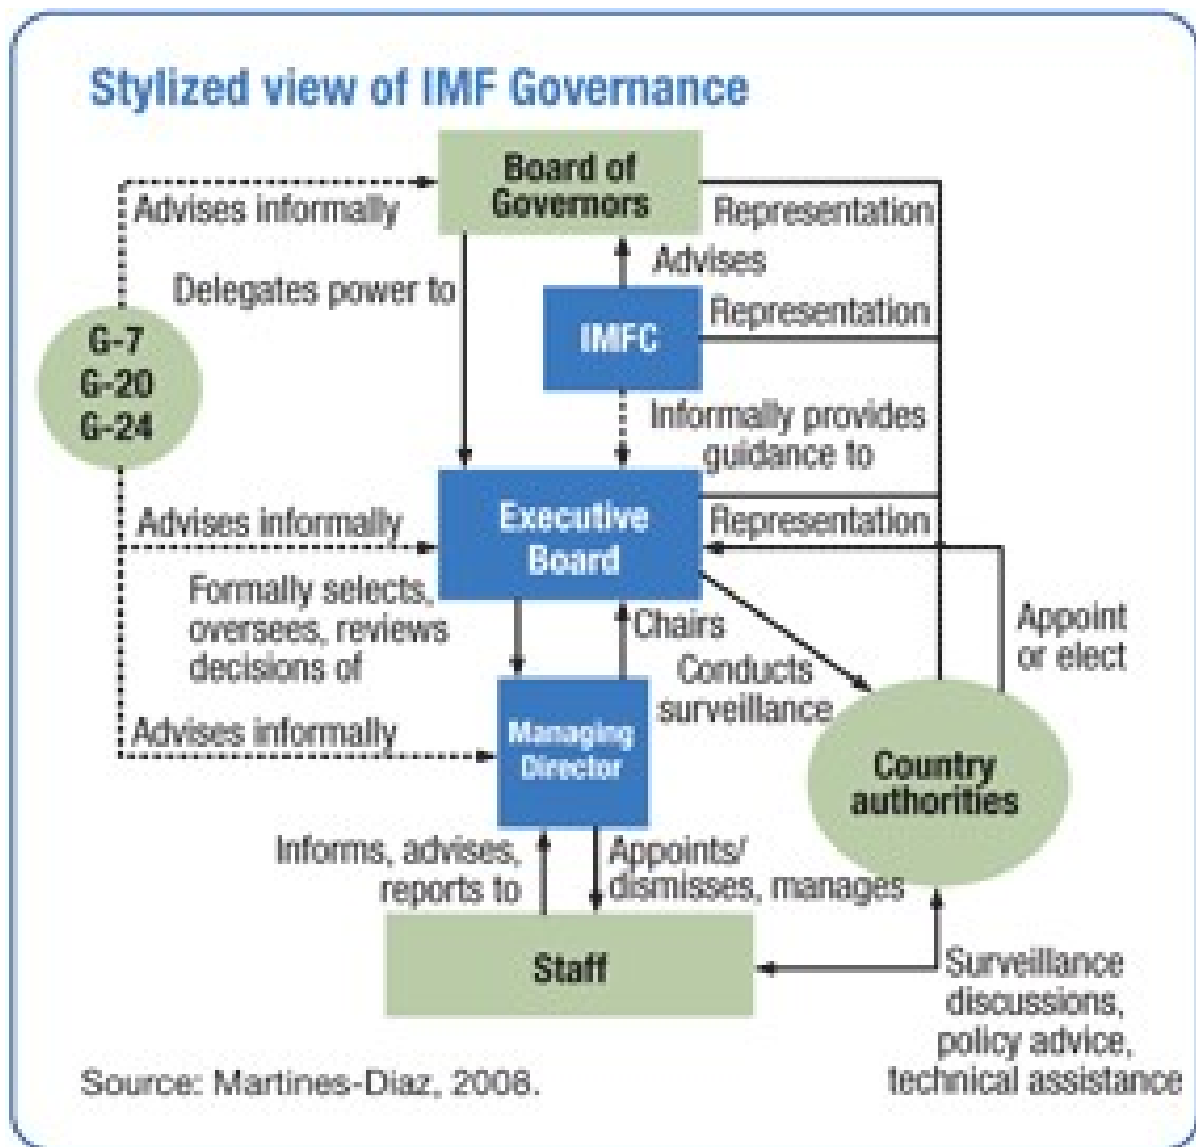 Stylized view of IMF Governance
Board of
Governors
Advises informally
Representation
Advises
Delegates power to
IMFC
Representation
G-7
G-20
G-24
Informally provides
guidance to
Executive
Board
Advises informally
Representation
Formally selects,
oversees, reviews
decisions of
Chairs
Appoint
or elect
Conducts
surveillance
Advises informally
Managing
Director
Country
authorities
Informs, advises,
reports to
Appoints/
dismisses, manages
Staff
Surveillance
discussions,
policy advice,
technical assistance
Source: Martines-Diaz, 2008.